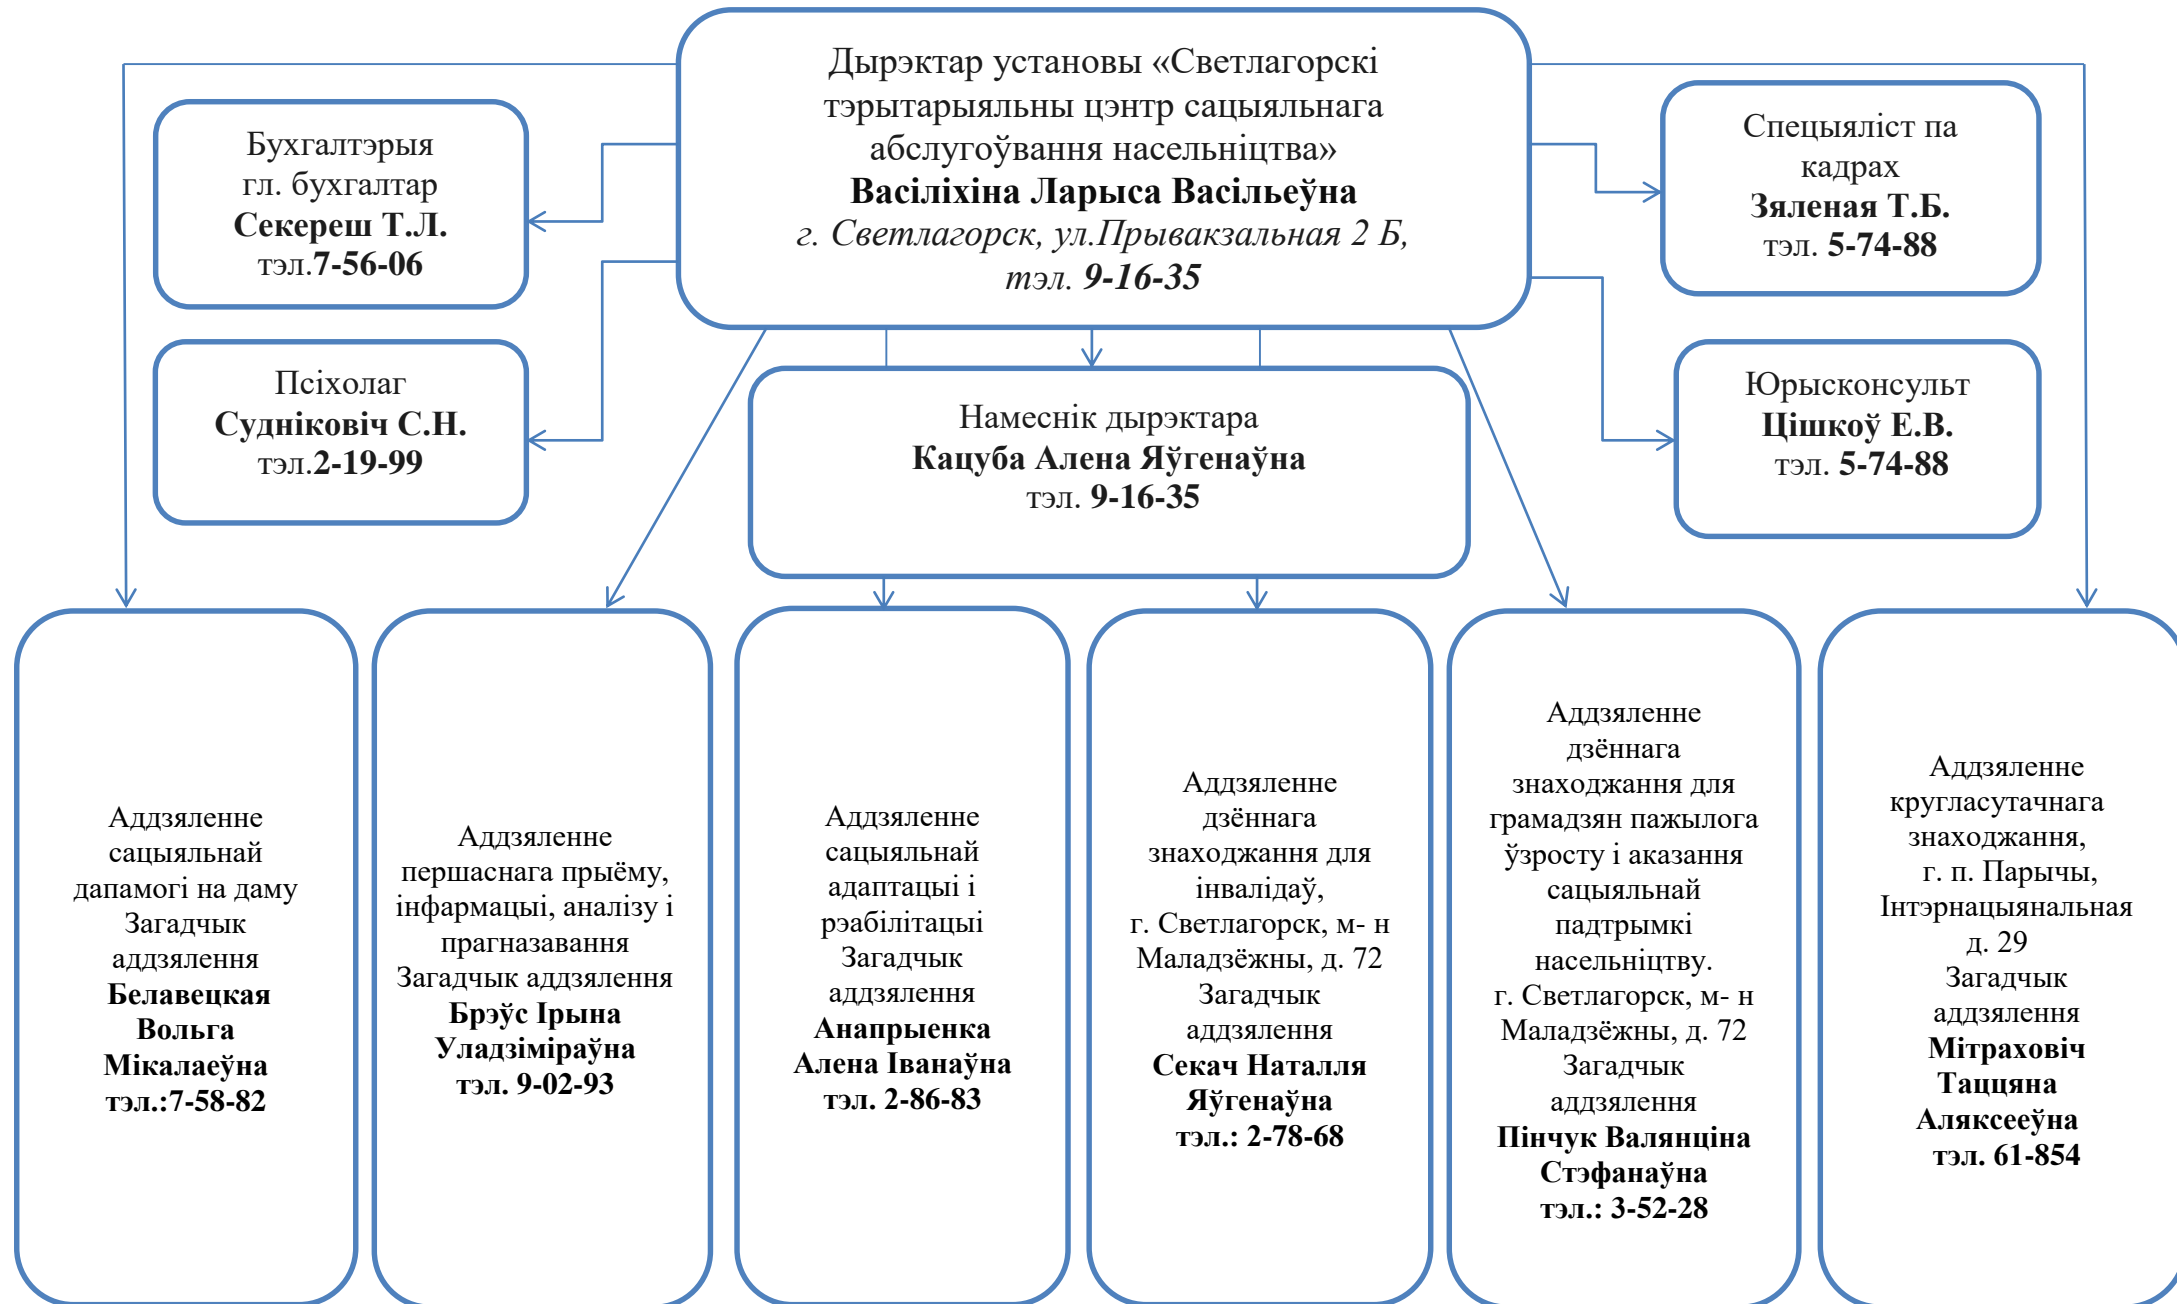 Дырэктар установы «Светлагорскі
тэрытарыяльны цэнтр сацыяльнага
абслугоўвання насельніцтва»
Васіліхіна Ларыса Васільеўна
г. Светлагорск, ул.Прывакзальная 2 Б,
тэл. 9-16-35
Бухгалтэрыя
гл. бухгалтар
Секереш Т.Л.
тэл.7-56-06
Спецыяліст па
кадрах
Зяленая Т.Б.
тэл. 5-74-88
Псіхолаг
Судніковіч С.Н.
тэл.2-19-99
Намеснік дырэктара
Кацуба Алена Яўгенаўна
тэл. 9-16-35
Юрысконсульт
Цішкоў Е.В.
тэл. 5-74-88
Аддзяленне
сацыяльнай
дапамогі на даму
Загадчык
аддзялення
Белавецкая
Вольга
Мікалаеўна
тэл.:7-58-82
Аддзяленне
першаснага прыёму,
інфармацыі, аналізу і
прагназавання
Загадчык аддзялення
Брэўс Ірына
Уладзіміраўна
тэл. 9-02-93
Аддзяленне
сацыяльнай
адаптацыі і
рэабілітацыі
Загадчык
аддзялення
Анапрыенка
Алена Іванаўна
тэл. 2-86-83
Аддзяленне
дзённага
знаходжання для
інвалідаў,
г. Светлагорск, м- н
Маладзёжны, д. 72
Загадчык
аддзялення
Секач Наталля
Яўгенаўна
тэл.: 2-78-68
Аддзяленне
дзённага
знаходжання для
грамадзян пажылога
ўзросту і аказання
сацыяльнай
падтрымкі
насельніцтву.
г. Светлагорск, м- н
Маладзёжны, д. 72
Загадчык
аддзялення
Пінчук Валянціна
Стэфанаўна
тэл.: 3-52-28
Аддзяленне
кругласутачнага
знаходжання,
г. п. Парычы,
Інтэрнацыянальная
д. 29
Загадчык
аддзялення
Мітраховіч
Таццяна
Аляксееўна
тэл. 61-854